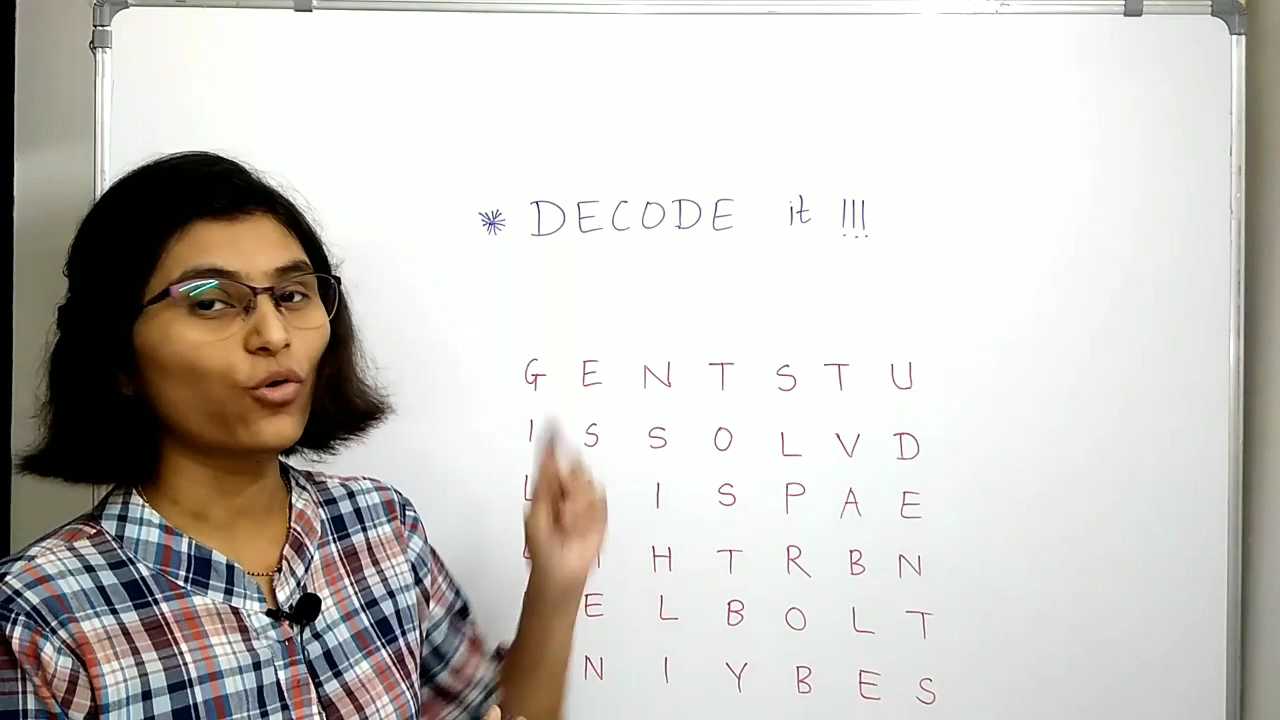 * DECODE it !!!
G E N T S T U
I S S O L V D
L I S P A E
H T R B N
E L B O L T
N I Y B E S